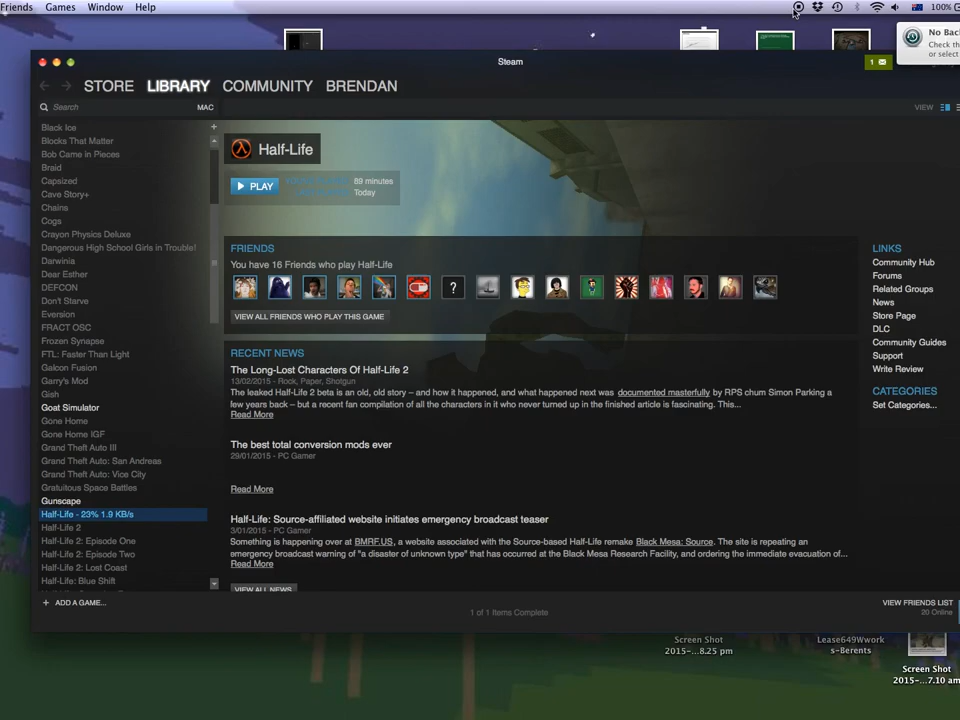 Friends Games Window Help 100%
No Bac
Check th
or select
Steam
1
STORE LIBRARY COMMUNITY BRENDAN
Search MAC VIEW
Black Ice +
Blocks That Matter
Bob Came in Pieces
Braid
Capsized
Cave Story+
Chains
Cogs
Crayon Physics Deluxe
Dangerous High School Girls in Trouble!
Darwinia
Dear Esther
DEFCON
Don't Starve
Eversion
FRACT OSC
Frozen Synapse
FTL: Faster Than Light
Galcon Fusion
Garry's Mod
Gish
Goat Simulator
Gone Home
Gone Home IGF
Grand Theft Auto III
Grand Theft Auto: San Andreas
Grand Theft Auto: Vice City
Gratuitous Space Battles
Gunscape
Half-Life - 23% 1.9 KB/s
Half-Life 2
Half-Life 2: Episode One
Half-Life 2: Episode Two
Half-Life 2: Lost Coast
Half-Life: Blue Shift
+ ADD A GAME...
Half-Life
PLAY
89 minutes
Today
FRIENDS
You have 16 Friends who play Half-Life
?
VIEW ALL FRIENDS WHO PLAY THIS GAME
RECENT NEWS
The Long-Lost Characters Of Half-Life 2
13/02/2015 - Rock, Paper, Shotgun
The leaked Half-Life 2 beta is an old, old story – and how it happened, and what happened next was documented masterfully by RPS chum Simon Parking a
few years back – but a recent fan compilation of all the characters in it who never turned up in the finished article is fascinating. This...
Read More
The best total conversion mods ever
29/01/2015 - PC Gamer
Read More
Half-Life: Source-affiliated website initiates emergency broadcast teaser
3/01/2015 - PC Gamer
Something is happening over at BMRF.US, a website associated with the Source-based Half-Life remake Black Mesa: Source. The site is repeating an
emergency broadcast warning of "a disaster of unknown type" that has occurred at the Black Mesa Research Facility, and ordering the immediate evacuation of...
Read More
VIEW ALL NEWS
LINKS
Community Hub
Forums
Related Groups
News
Store Page
DLC
Community Guides
Support
Write Review
CATEGORIES
Set Categories...
1 of 1 Items Complete
VIEW FRIENDS LIST
20 Online
Screen Shot
2015-...8.25 pm
Lease649Wwork
s-Berents
Screen Shot
2015-...7.10 am